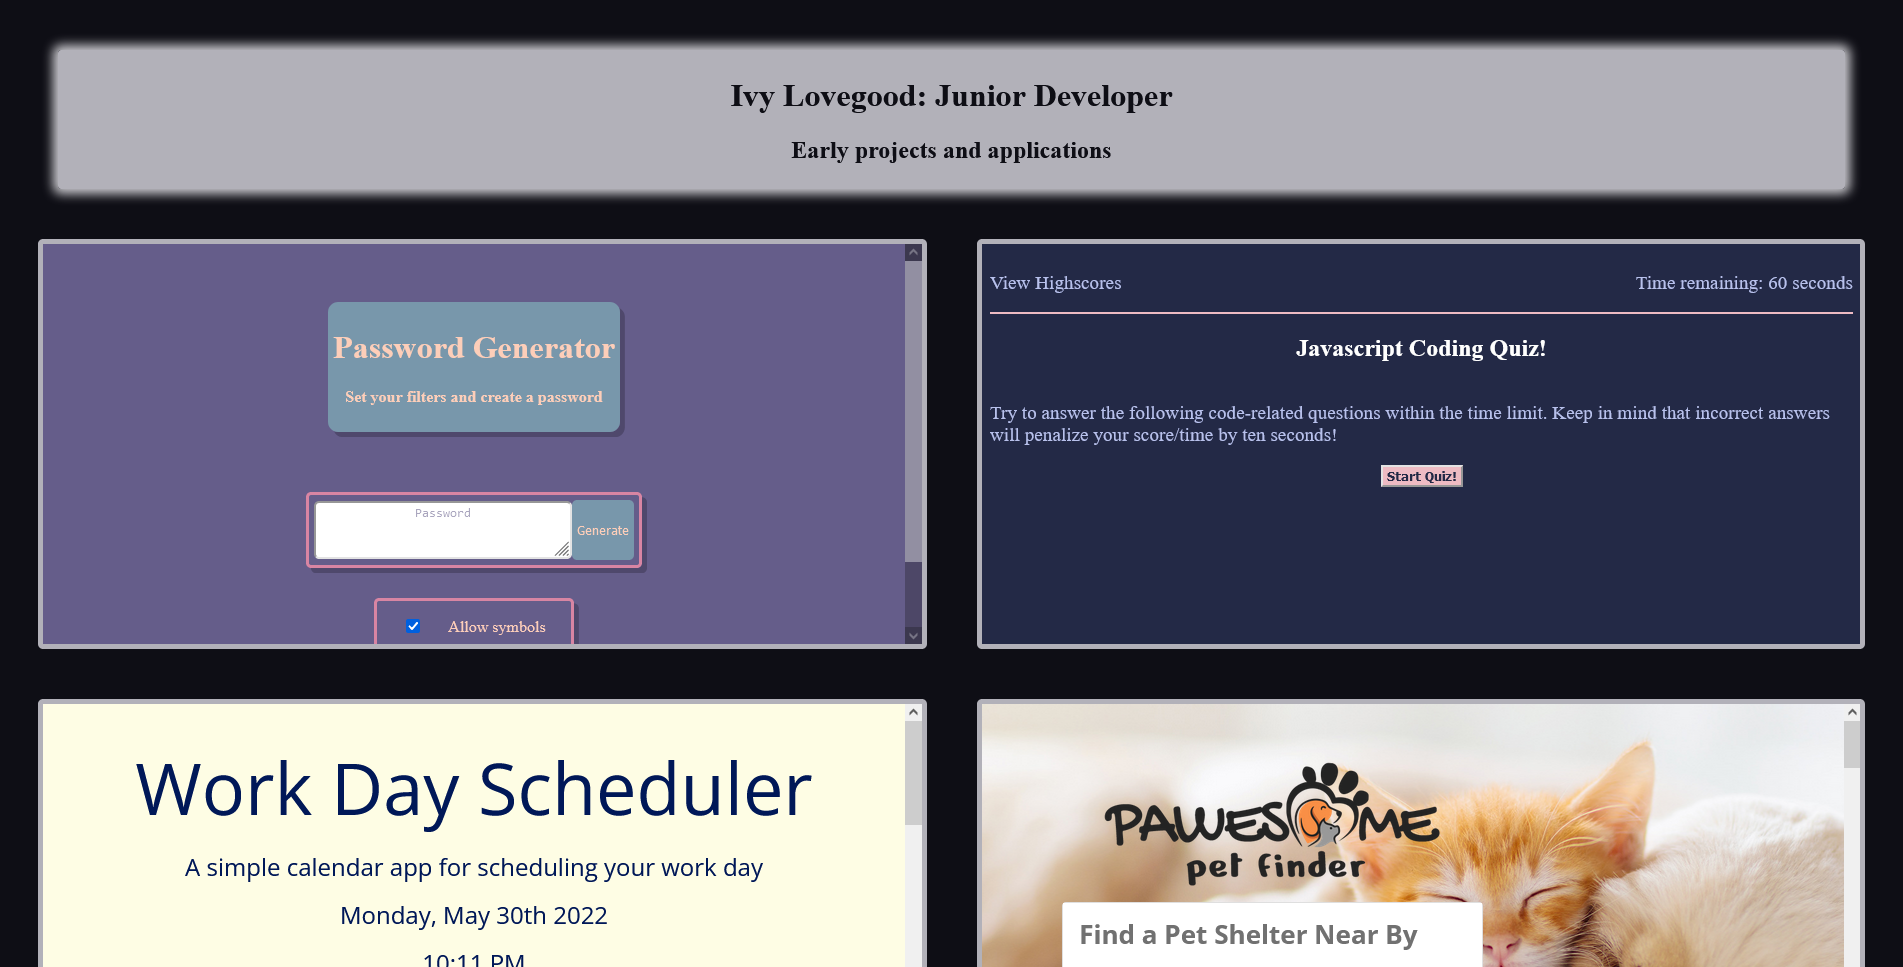 Ivy Lovegood: Junior Developer
Early projects and applications
Password Generator
Set your filters and create a password
Password
Generate
Allow symbols
View Highscores
Time remaining: 60 seconds
Javascript Coding Quiz!
Try to answer the following code-related questions within the time limit. Keep in mind that incorrect answers
will penalize your score/time by ten seconds!
Start Quiz!
Work Day Scheduler
A simple calendar app for scheduling your work day
Monday, May 30th 2022
10:11 PM
PAWESOME
pet finder
Find a Pet Shelter Near By